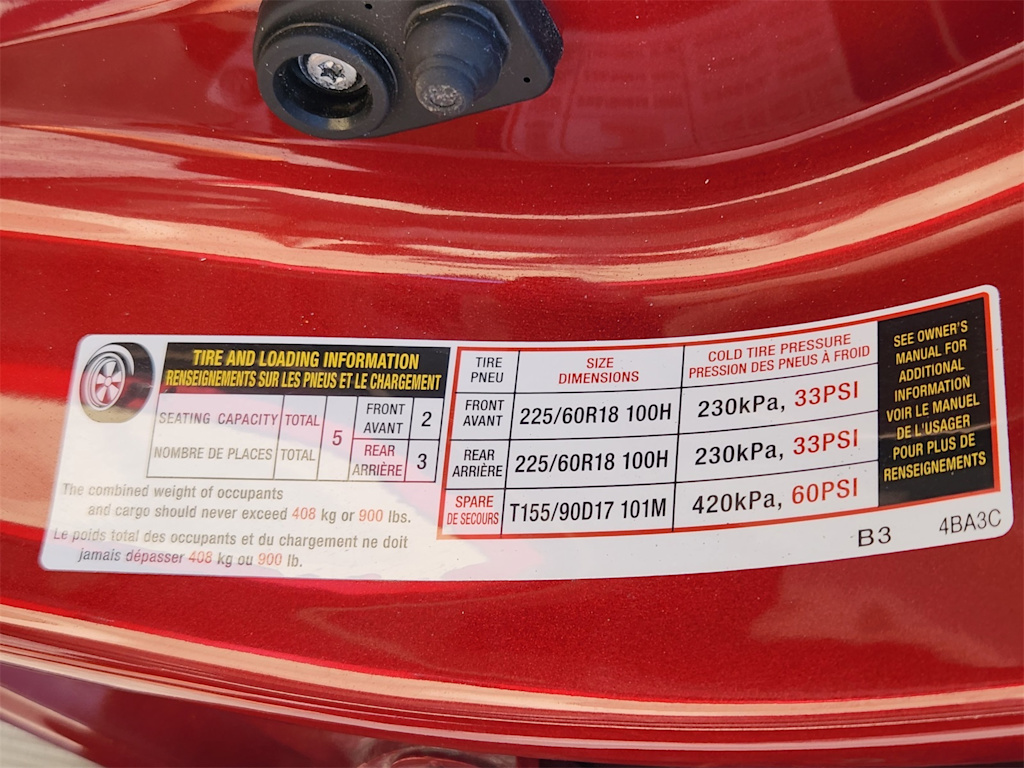 TIRE AND LOADING INFORMATION
RENSEIGNEMENTS SUR LES PNEUS ET LE CHARGEMENT
SEATING CAPACITY TOTAL 5 FRONT 2
AVANT
NOMBRE DE PLACES TOTAL REAR 3
ARRIÈRE
The combined weight of occupants
and cargo should never exceed 408 kg or 900 lbs.
Le poids total des occupants et du chargement ne doit
jamais dépasser 408 kg ou 900 lb.
TIRE SIZE COLD TIRE PRESSURE
PNEU DIMENSIONS PRESSION DES PNEUS À FROID
FRONT
AVANT 225/60R18 100H 230kPa, 33PSI
REAR
ARRIÈRE 225/60R18 100H 230kPa, 33PSI
SPARE
DE SECOURS T155/90D17 101M 420kPa, 60PSI
SEE OWNER'S
MANUAL FOR
ADDITIONAL
INFORMATION
VOIR LE MANUEL
DE L'USAGER
POUR PLUS DE
RENSEIGNEMENTS
B3 4BA3C